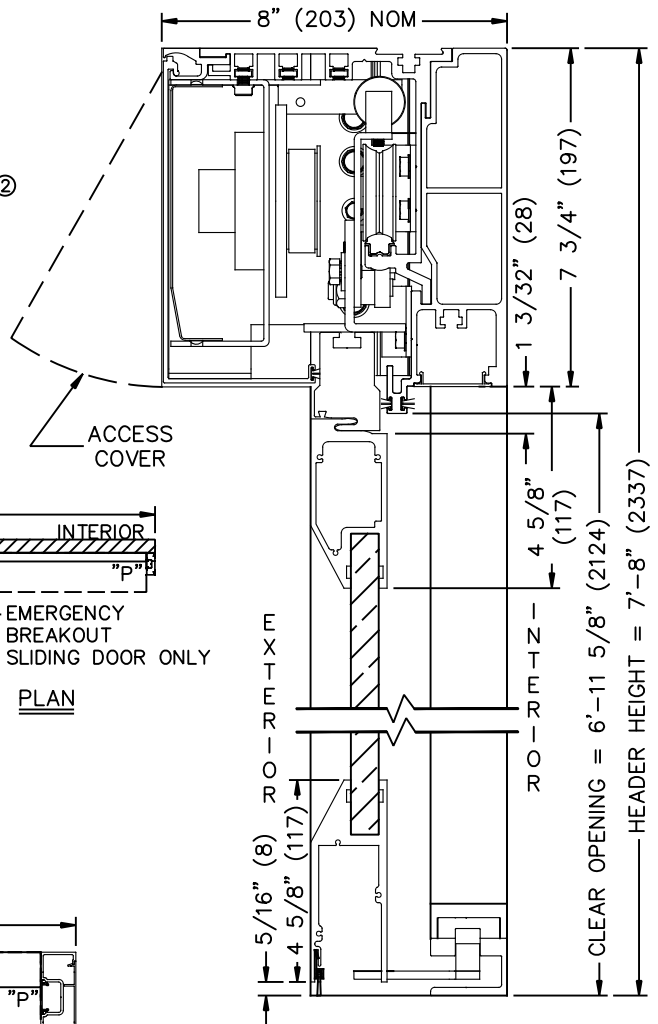 8" (203) NOM
②
1 3/32" (28)
7 3/4" (197)
ACCESS
COVER
4 5/8"
(117)
INTERIOR
"P"
EMERGENCY
BREAKOUT
SLIDING DOOR ONLY
PLAN
EXTERIOR
INTERIOR
CLEAR OPENING = 6'-11 5/8" (2124)
HEADER HEIGHT = 7'-8" (2337)
5/16" (8)
4 5/8" (117)
"P"